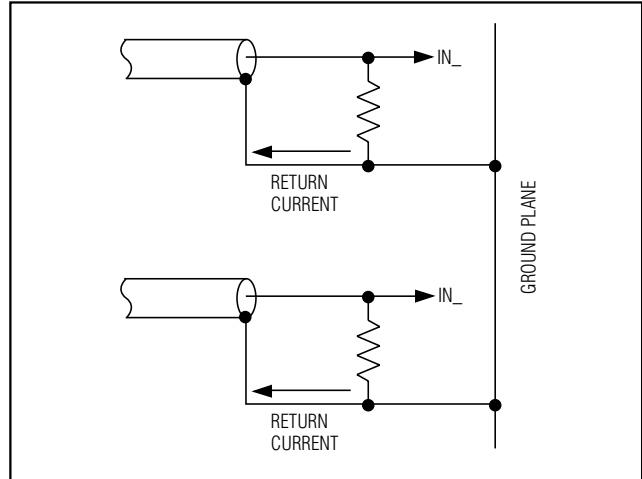 IN_
RETURN
CURRENT
GROUND PLANE
IN_
RETURN
CURRENT